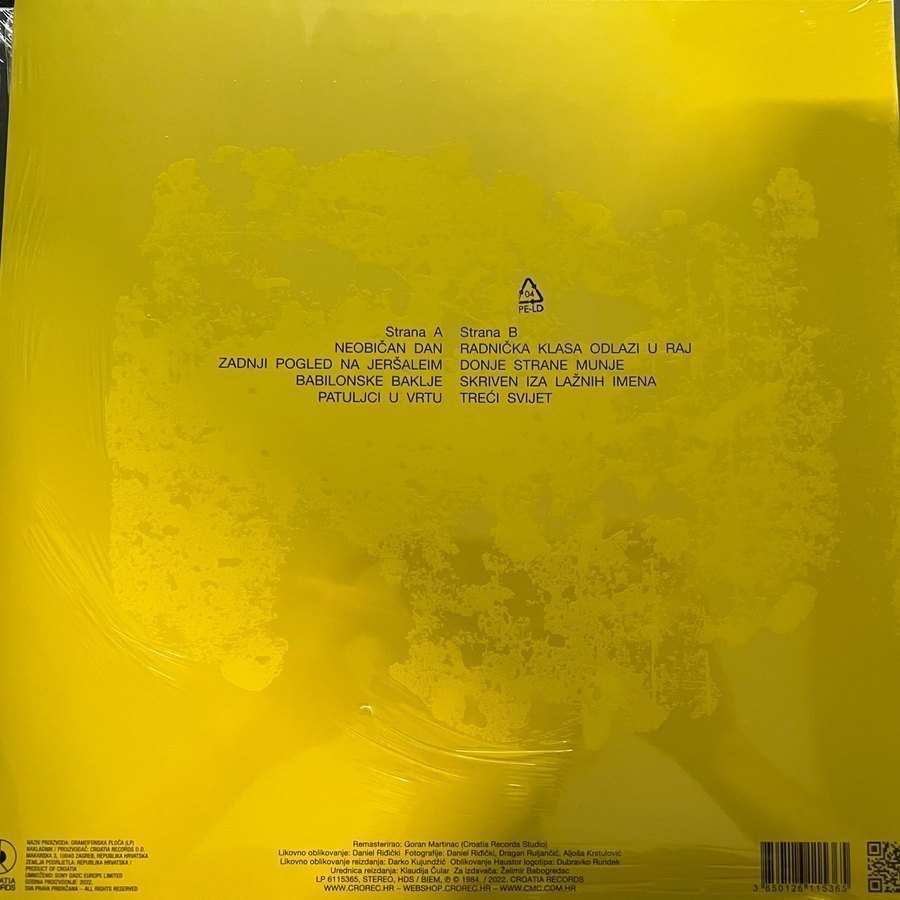 04
PE-LD
Strana A
NEOBIČAN DAN
ZADNJI POGLED NA JERŠALEIM
BABILONSKE BAKLJE
PATULJCI U VRTU
Strana B
RADNIČKA KLASA ODLAZI U RAJ
DONJE STRANE MUNJE
SKRIVEN IZA LAŽNIH IMENA
TREĆI SVIJET
NAZIV PROIZVODA: GRAMOFONSKA PLOČA (LP)
NAKLADNIK / PROIZVOĐAČ: CROATIA RECORDS D.D.
MAKARSKA 3, 10040 ZAGREB, REPUBLIKA HRVATSKA
ZEMLJA PODRIJETLA: REPUBLIKA HRVATSKA /
PRODUCT OF CROATIA
UMNOŽENO: SONY DADC EUROPE LIMITED
GODINA PROIZVODNJE: 2022.
SVA PRAVA PRIDRŽANA – ALL RIGHTS RESERVED
Remasterirao: Goran Martinac (Croatia Records Studio)
Likovno oblikovanje: Daniel Riđički Fotografije: Daniel Riđički, Dragan Ruljančić, Aljoša Krstulović
Likovno oblikovanje reizdanja: Darko Kujundžić Oblikovanje Haustor logotipa: Dubravko Rundek
Urednica reizdanja: Klaudija Čular Za izdavača: Želimir Babogredac
LP 6115365, STEREO, HDS / BIEM, ℗ © 1984. / 2022. CROATIA RECORDS
WWW.CROREC.HR – WEBSHOP.CROREC.HR – WWW.CMC.COM.HR
3 850126 115365